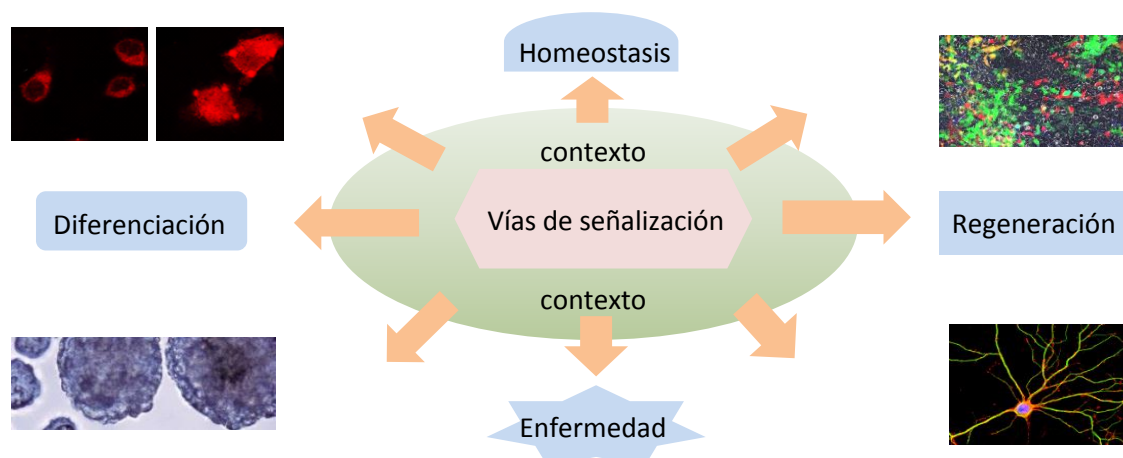 Homeostasis
contexto
Diferenciación
Vías de señalización
Regeneración
contexto
Enfermedad